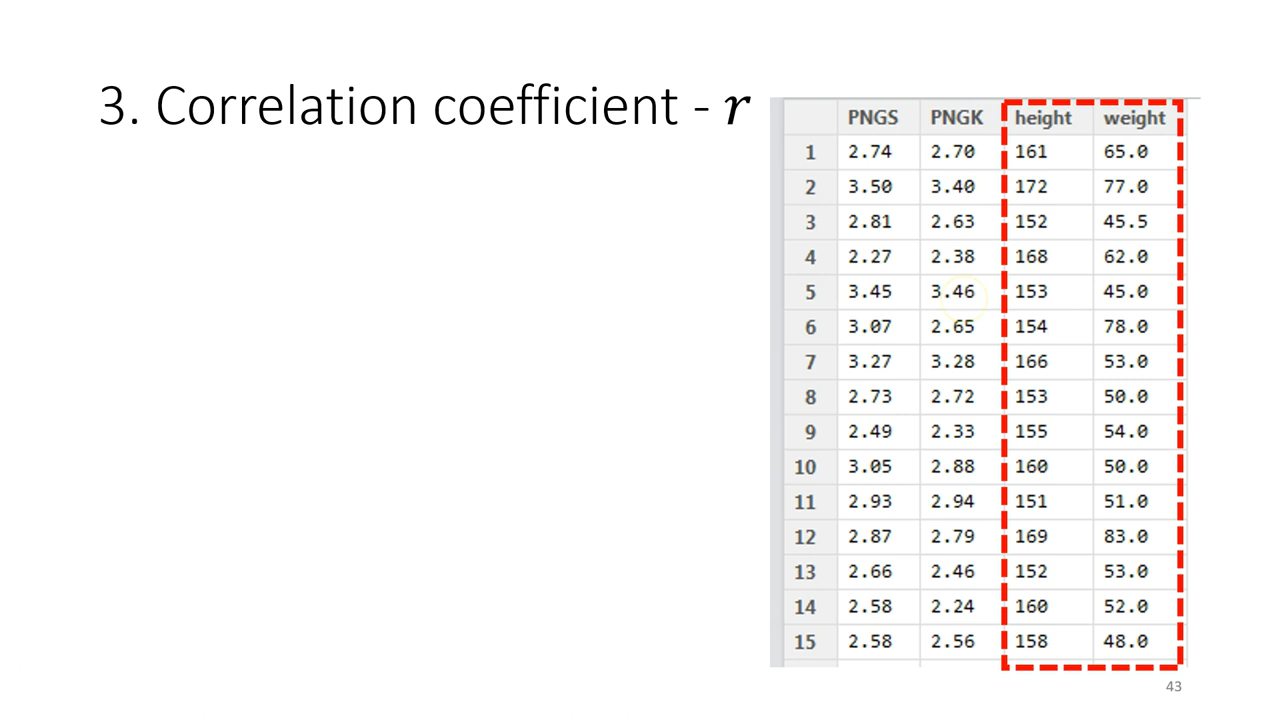 3. Correlation coefficient - r
PNGS PNGK height weight
1 2.74 2.70 161 65.0
2 3.50 3.40 172 77.0
3 2.81 2.63 152 45.5
4 2.27 2.38 168 62.0
5 3.45 3.46 153 45.0
6 3.07 2.65 154 78.0
7 3.27 3.28 166 53.0
8 2.73 2.72 153 50.0
9 2.49 2.33 155 54.0
10 3.05 2.88 160 50.0
11 2.93 2.94 151 51.0
12 2.87 2.79 169 83.0
13 2.66 2.46 152 53.0
14 2.58 2.24 160 52.0
15 2.58 2.56 158 48.0
43